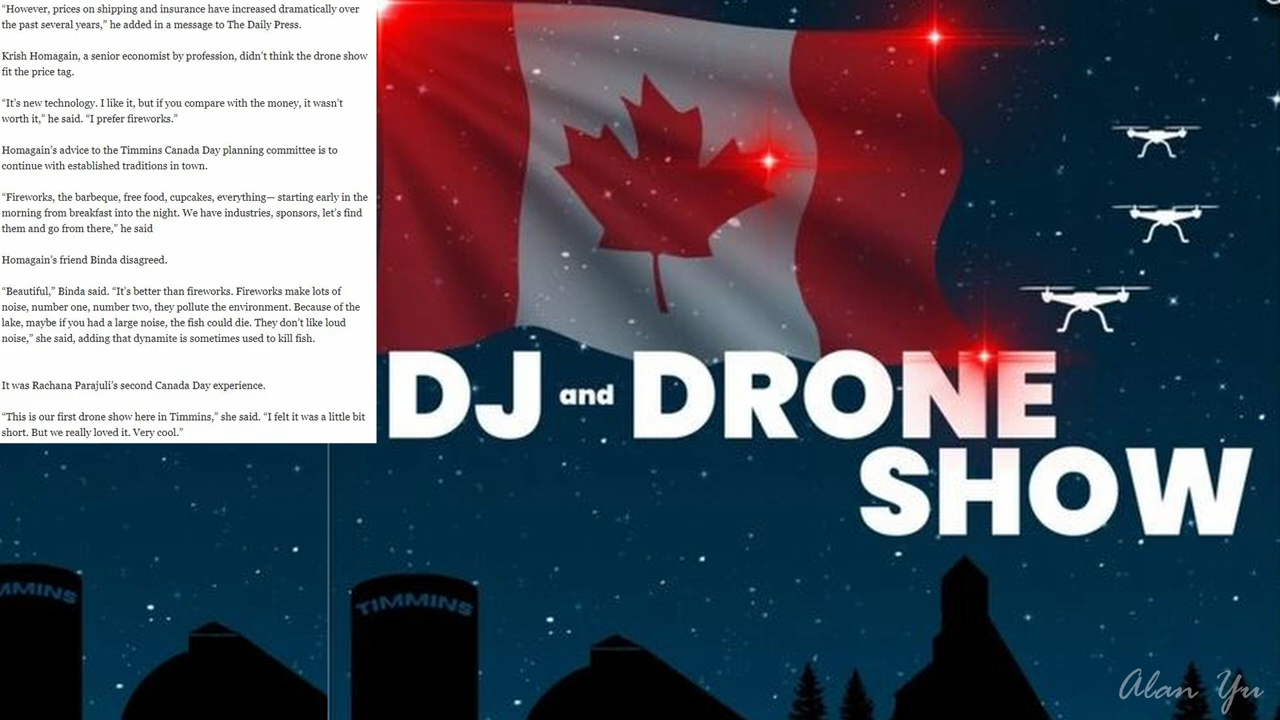 “However, prices on shipping and insurance have increased dramatically over
the past several years,” he added in a message to The Daily Press.
Krish Homagain, a senior economist by profession, didn’t think the drone show
fit the price tag.
“It’s new technology. I like it, but if you compare with the money, it wasn’t
worth it,” he said. “I prefer fireworks.”
Homagain’s advice to the Timmins Canada Day planning committee is to
continue with established traditions in town.
“Fireworks, the barbeque, free food, cupcakes, everything— starting early in the
morning from breakfast into the night. We have industries, sponsors, let’s find
them and go from there,” he said
Homagain’s friend Binda disagreed.
“Beautiful,” Binda said. “It’s better than fireworks. Fireworks make lots of
noise, number one, number two, they pollute the environment. Because of the
lake, maybe if you had a large noise, the fish could die. They don’t like loud
noise,” she said, adding that dynamite is sometimes used to kill fish.
It was Rachana Parajuli’s second Canada Day experience.
“This is our first drone show here in Timmins,” she said. “I felt it was a little bit
short. But we really loved it. Very cool.”
DJ and DRONE
SHOW
MMINS
TIMMINS
Alan Yu